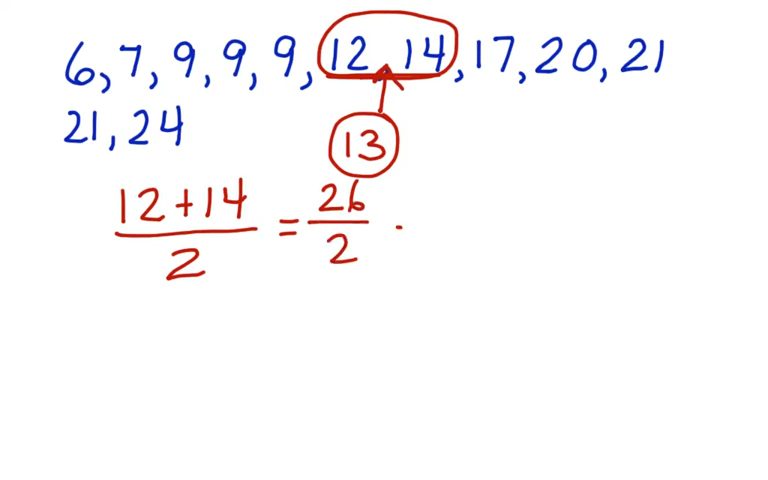 6, 7, 9, 9, 9, 12 14, 17, 20, 21
21, 24
13
12+14/2 = 26/2